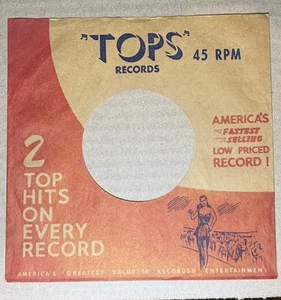 "TOPS"
RECORDS
45 RPM
AMERICA'S
FASTEST
SELLING
LOW PRICED
RECORD!
2
TOP
HITS
ON
EVERY
RECORD
AMERICA'S GREATEST VALUE IN RECORDED ENTERTAINMENT